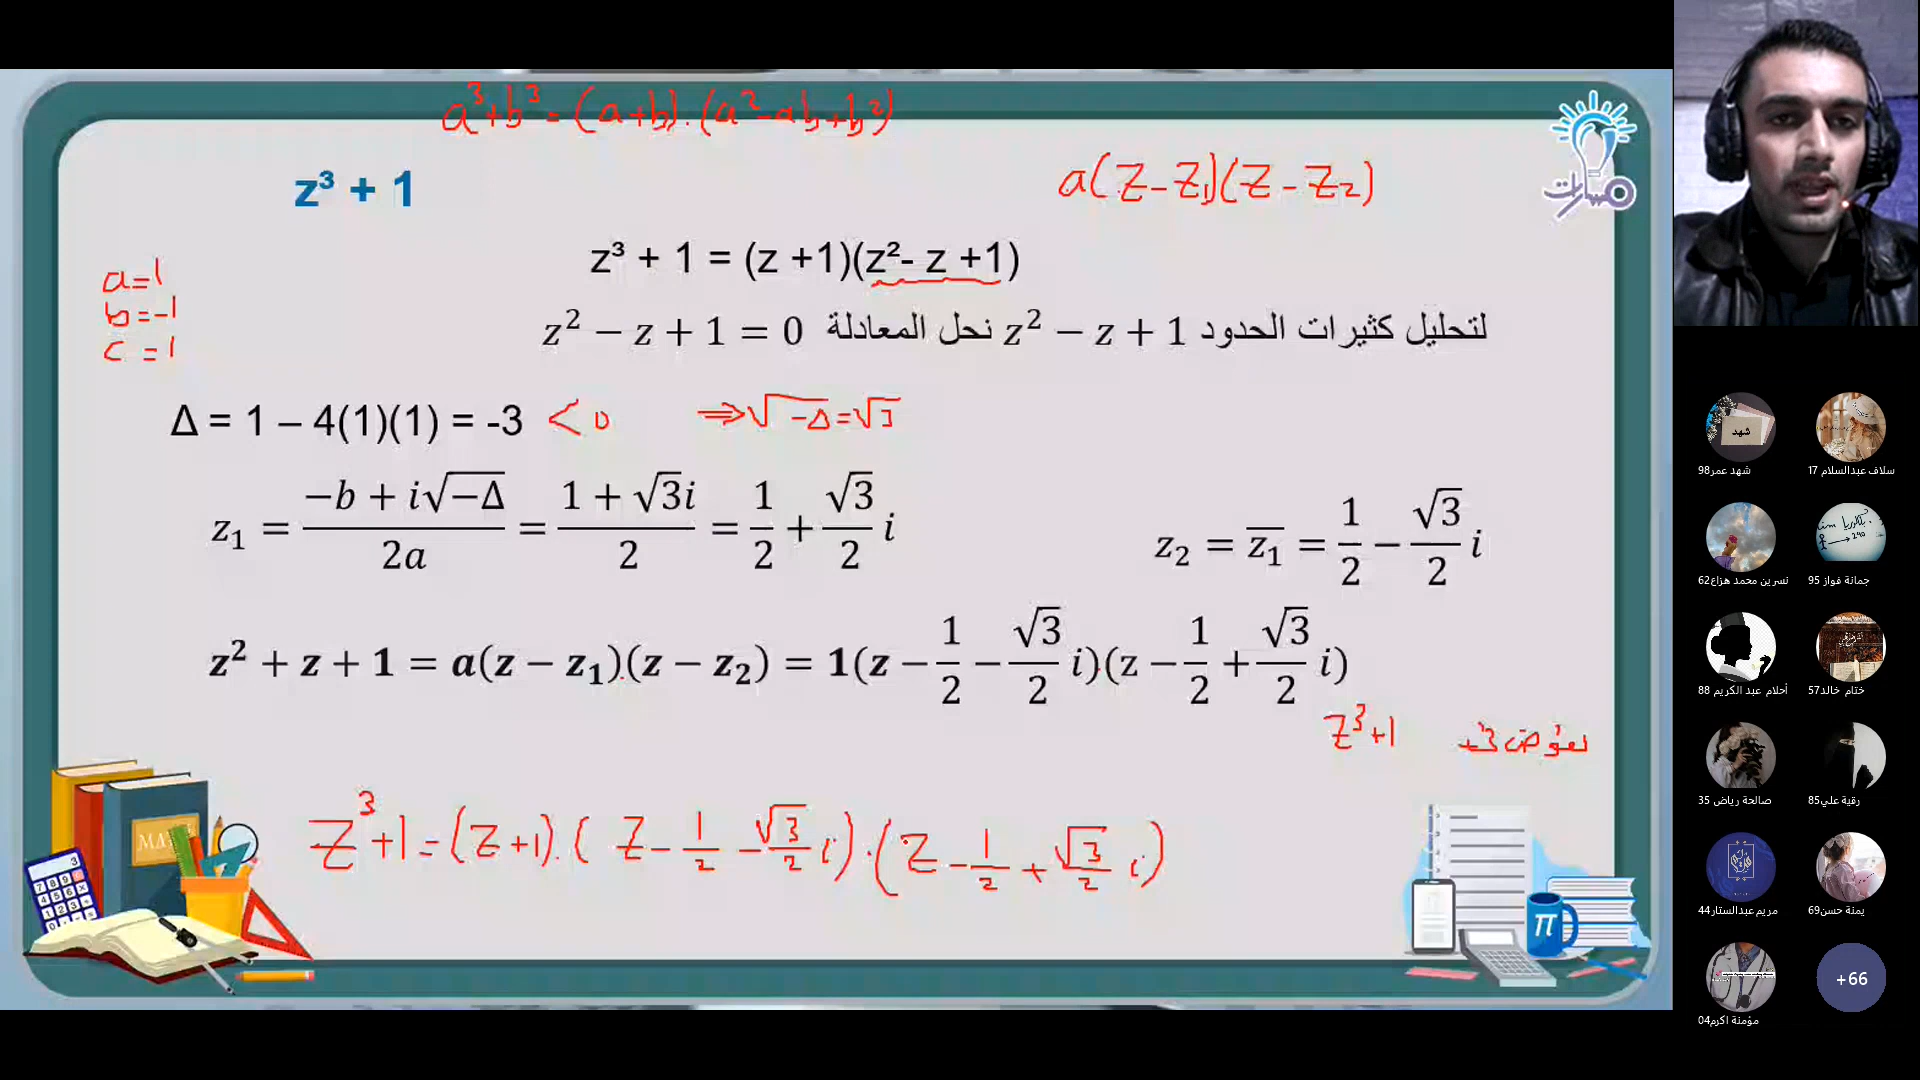 a³+b³ = (a+b).(a²-ab+b²)
z³ + 1
a(Z-Z₁)(Z-Z₂)
مسارات
z³ + 1 = (z +1)(z²- z +1)
a=1
b=-1
c=1
لتحليل كثيرات الحدود z² − z + 1 نحل المعادلة z² − z + 1 = 0
Δ = 1 – 4(1)(1) = -3 < 0 ⇒ √-Δ = √3
z₁ = (−b + i√−Δ)/2a = (1 + √3i)/2 = 1/2 + √3/2 i
z₂ = z̅₁ = 1/2 − √3/2 i
z² + z + 1 = a(z − z₁)(z − z₂) = 1(z − 1/2 − √3/2 i)(z − 1/2 + √3/2 i)
Z³+1
نعوض
Z³+1 = (Z+1).(Z - 1/2 - √3/2 i).(Z - 1/2 + √3/2 i)
MATH
π
شهد
شهد عمر98
سلاف عبدالسلام 17
نسرين محمد هزاع62
جمانة فواز 95
أحلام عبد الكريم 88
ختام خالد57
صالحة رياض 35
رقية علي85
مريم عبدالستار44
يمنة حسن69
مؤمنة اكرم04
+66